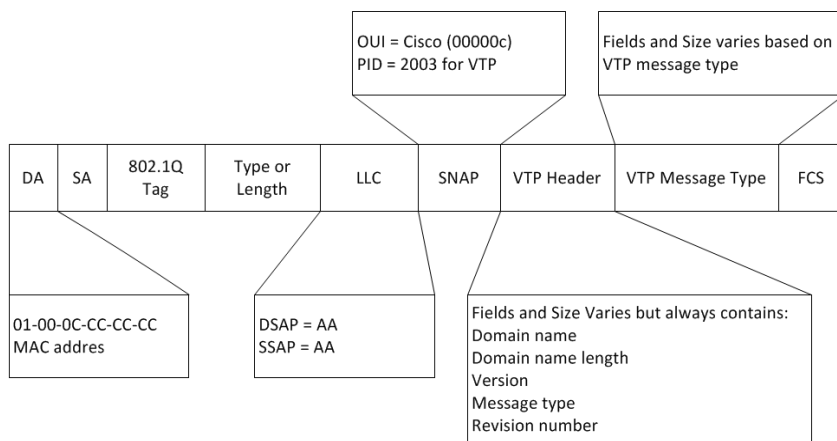 OUI = Cisco (00000c)
PID = 2003 for VTP
Fields and Size varies based on
VTP message type
DA
SA
802.1Q
Tag
Type or
Length
LLC
SNAP
VTP Header
VTP Message Type
FCS
01-00-0C-CC-CC-CC
MAC addres
DSAP = AA
SSAP = AA
Fields and Size Varies but always contains:
Domain name
Domain name length
Version
Message type
Revision number